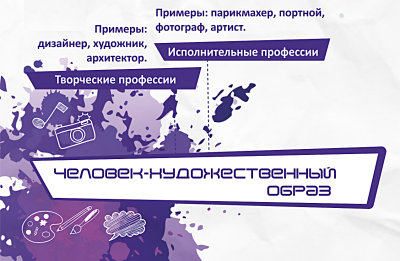 Примеры: парикмахер, портной,
фотограф, артист.
Исполнительные профессии
Примеры:
дизайнер, художник,
архитектор.
Творческие профессии
ЧЕЛОВЕК-ХУДОЖЕСТВЕННЫЙ
ОБРАЗ